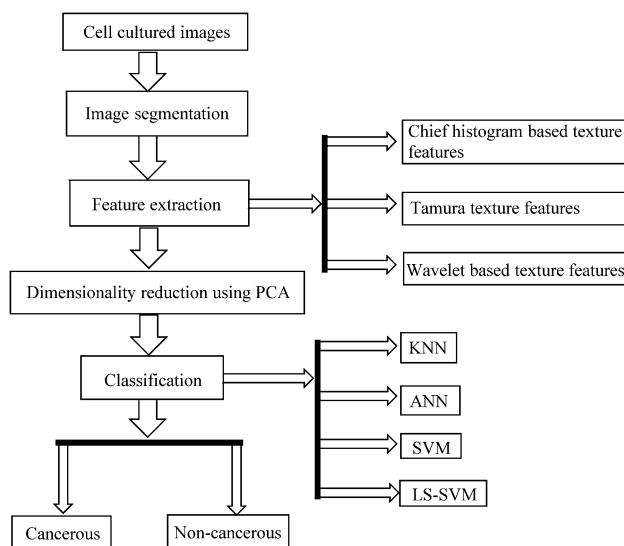 Cell cultured images
Image segmentation
Feature extraction
Chief histogram based texture
features
Tamura texture features
Wavelet based texture features
Dimensionality reduction using PCA
Classification
KNN
ANN
SVM
LS-SVM
Cancerous
Non-cancerous